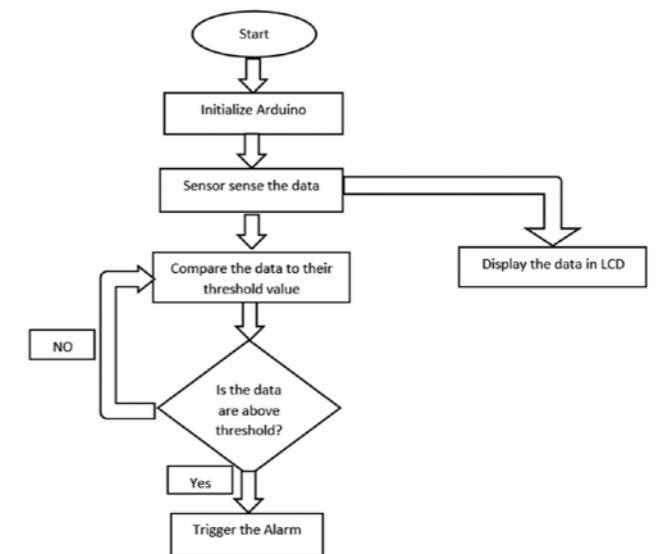 Start
Initialize Arduino
Sensor sense the data
Display the data in LCD
Compare the data to their
threshold value
NO
Is the data
are above
threshold?
Yes
Trigger the Alarm